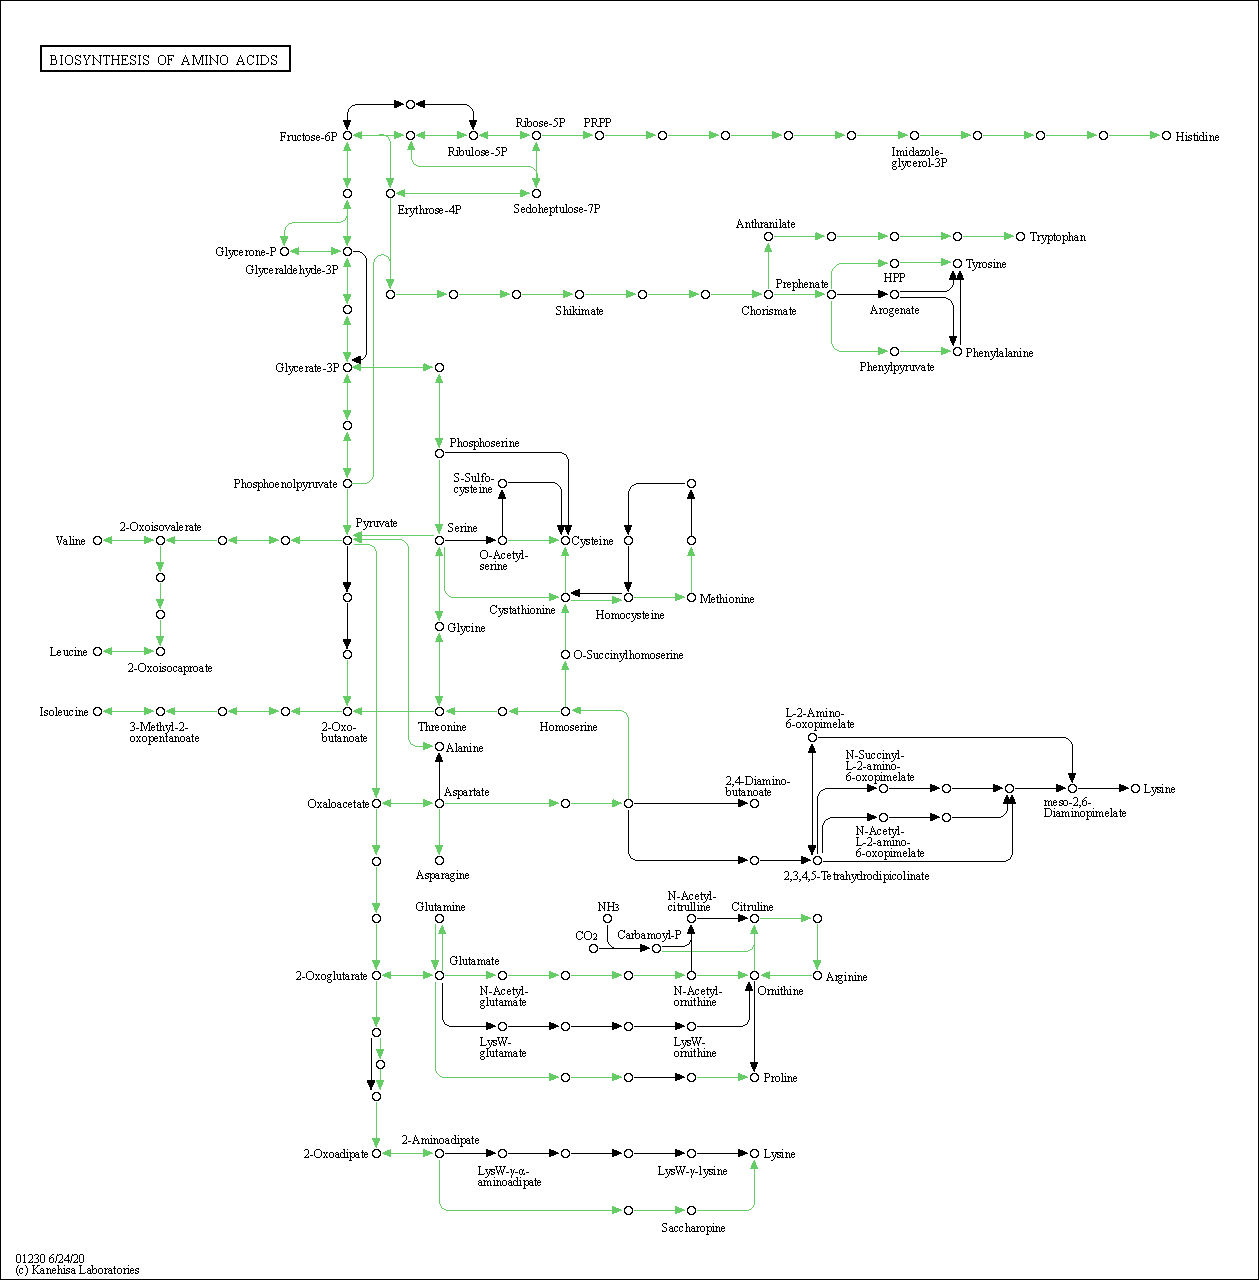 BIOSYNTHESIS OF AMINO ACIDS
Fructose-6P
Ribulose-5P
Ribose-5P
PRPP
Imidazole-
glycerol-3P
Histidine
Erythrose-4P
Sedoheptulose-7P
Glycerone-P
Glyceraldehyde-3P
Anthranilate
Tryptophan
Tyrosine
HPP
Prephenate
Shikimate
Chorismate
Arogenate
Phenylalanine
Phenylpyruvate
Glycerate-3P
Phosphoserine
Phosphoenolpyruvate
S-Sulfo-
cysteine
Pyruvate
Serine
2-Oxoisovalerate
Valine
Cysteine
O-Acetyl-
serine
Cystathionine
Homocysteine
Methionine
Glycine
Leucine
2-Oxoisocaproate
O-Succinylhomoserine
Isoleucine
3-Methyl-2-
oxopentanoate
2-Oxo-
butanoate
Threonine
Homoserine
Alanine
L-2-Amino-
6-oxopimelate
N-Succinyl-
L-2-amino-
6-oxopimelate
2,4-Diamino-
butanoate
Aspartate
Oxaloacetate
Lysine
meso-2,6-
Diaminopimelate
N-Acetyl-
L-2-amino-
6-oxopimelate
Asparagine
2,3,4,5-Tetrahydrodipicolinate
Glutamine
NH3
N-Acetyl-
citrulline
Citruline
CO2
Carbamoyl-P
Glutamate
2-Oxoglutarate
N-Acetyl-
glutamate
N-Acetyl-
ornithine
Ornithine
Arginine
LysW-
glutamate
LysW-
ornithine
Proline
2-Aminoadipate
2-Oxoadipate
LysW-γ-α-
aminoadipate
LysW-γ-lysine
Lysine
Saccharopine
01230 6/24/20
(c) Kanehisa Laboratories